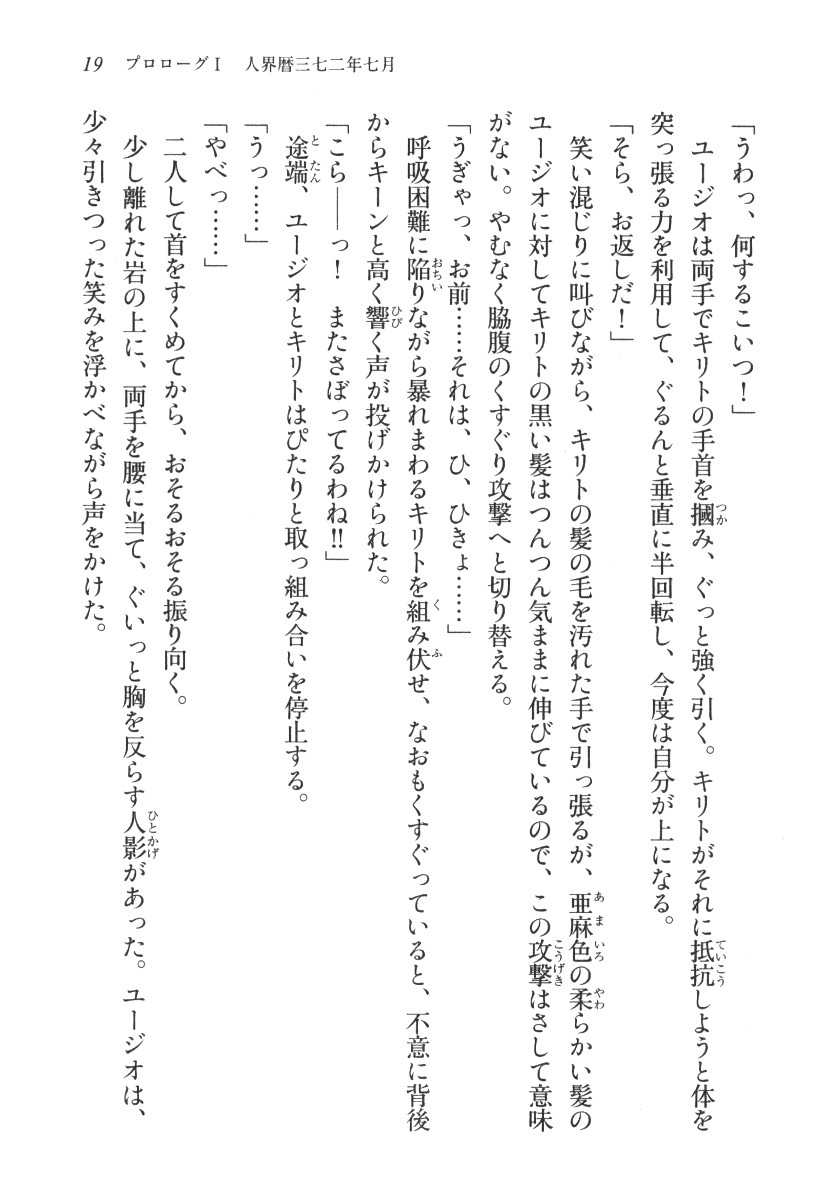 19 プロローグⅠ 人界暦三七二年七月
「うわっ、何するこいつ！」
ユージオは両手でキリトの手首を摑み、ぐっと強く引く。キリトがそれに抵抗しようと体を
突っ張る力を利用して、ぐるんと垂直に半回転し、今度は自分が上になる。
「そら、お返しだ！」
笑い混じりに叫びながら、キリトの髪の毛を汚れた手で引っ張るが、亜麻色の柔らかい髪の
ユージオに対してキリトの黒い髪はつんつん気ままに伸びているので、この攻撃はさして意味
がない。やむなく脇腹のくすぐり攻撃へと切り替える。
「うぎゃっ、お前……それは、ひ、ひきょ……」
呼吸困難に陥りながら暴れまわるキリトを組み伏せ、なおもくすぐっていると、不意に背後
からキーンと高く響く声が投げかけられた。
「こら――っ！　またさぼってるわね!!」
途端、ユージオとキリトはぴたりと取っ組み合いを停止する。
「うっ……」
「やべっ……」
二人して首をすくめてから、おそるおそる振り向く。
少し離れた岩の上に、両手を腰に当て、ぐいっと胸を反らす人影があった。ユージオは、
少々引きつった笑みを浮かべながら声をかけた。